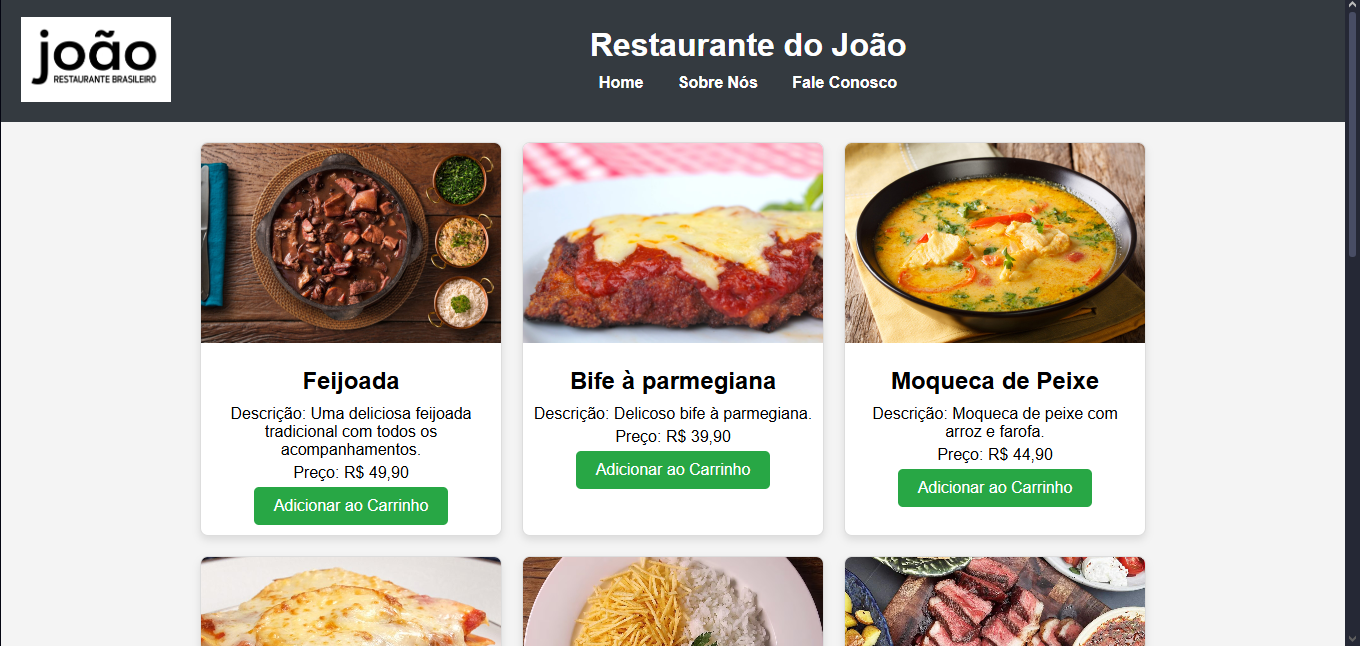 joão
RESTAURANTE BRASILEIRO
Restaurante do João
Home Sobre Nós Fale Conosco
Feijoada
Descrição: Uma deliciosa feijoada
tradicional com todos os
acompanhamentos.
Preço: R$ 49,90
Adicionar ao Carrinho
Bife à parmegiana
Descrição: Delicoso bife à parmegiana.
Preço: R$ 39,90
Adicionar ao Carrinho
Moqueca de Peixe
Descrição: Moqueca de peixe com
arroz e farofa.
Preço: R$ 44,90
Adicionar ao Carrinho